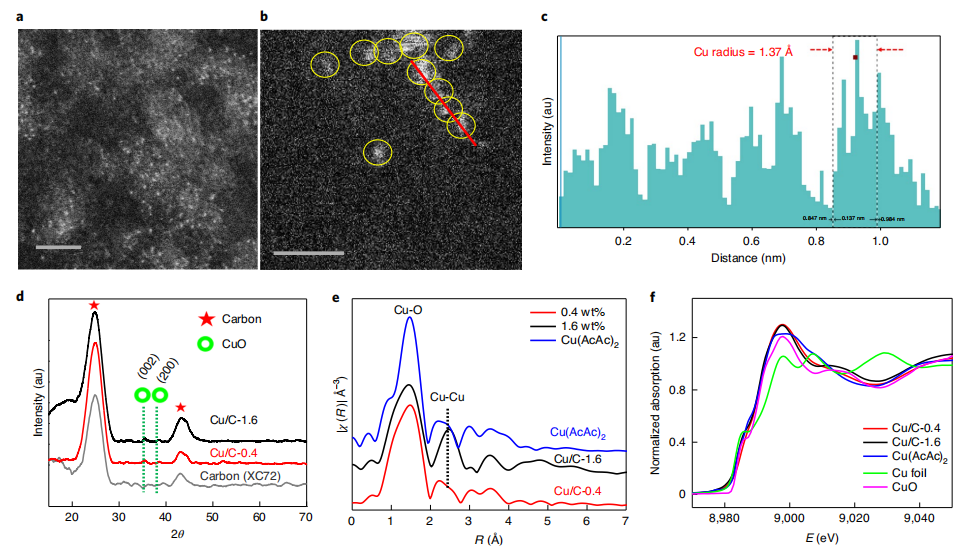 a
b
c
Cu radius = 1.37 Å
Intensity (au)
0.847 nm
0.137 nm
0.984 nm
0.2
0.4
0.6
0.8
1.0
Distance (nm)
d
Carbon
CuO
(002)
(200)
Intensity (au)
Cu/C-1.6
Cu/C-0.4
Carbon (XC72)
20
30
40
50
60
70
2θ
e
Cu-O
0.4 wt%
1.6 wt%
Cu(AcAc)₂
Cu-Cu
|χ (R)| Å⁻³
Cu(AcAc)₂
Cu/C-1.6
Cu/C-0.4
0
1
2
3
4
5
6
7
R (Å)
f
Normalized absorption (au)
1.2
0.8
0.4
0
Cu/C-0.4
Cu/C-1.6
Cu(AcAc)₂
Cu foil
CuO
8,980
9,000
9,020
9,040
E (eV)